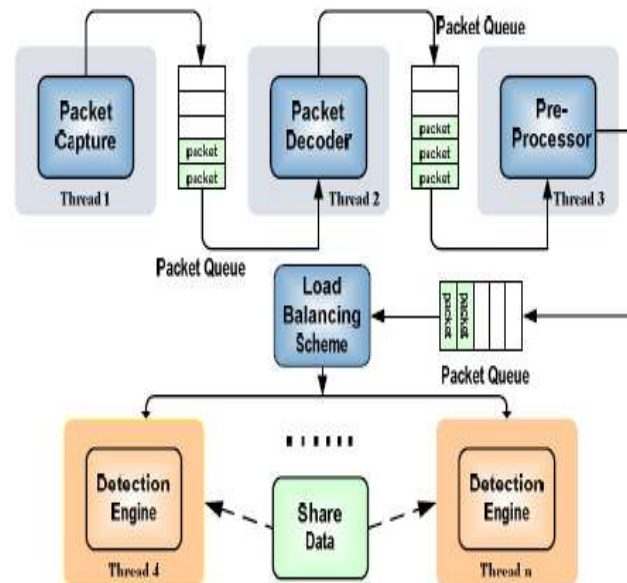 Packet Queue
Packet
Capture
Thread 1
packet
packet
Packet
Decoder
Thread 2
packet
packet
packet
Pre-
Processor
Thread 3
Packet Queue
Load
Balancing
Scheme
packet
packet
Packet Queue
Detection
Engine
Thread 4
Share
Data
Detection
Engine
Thread n